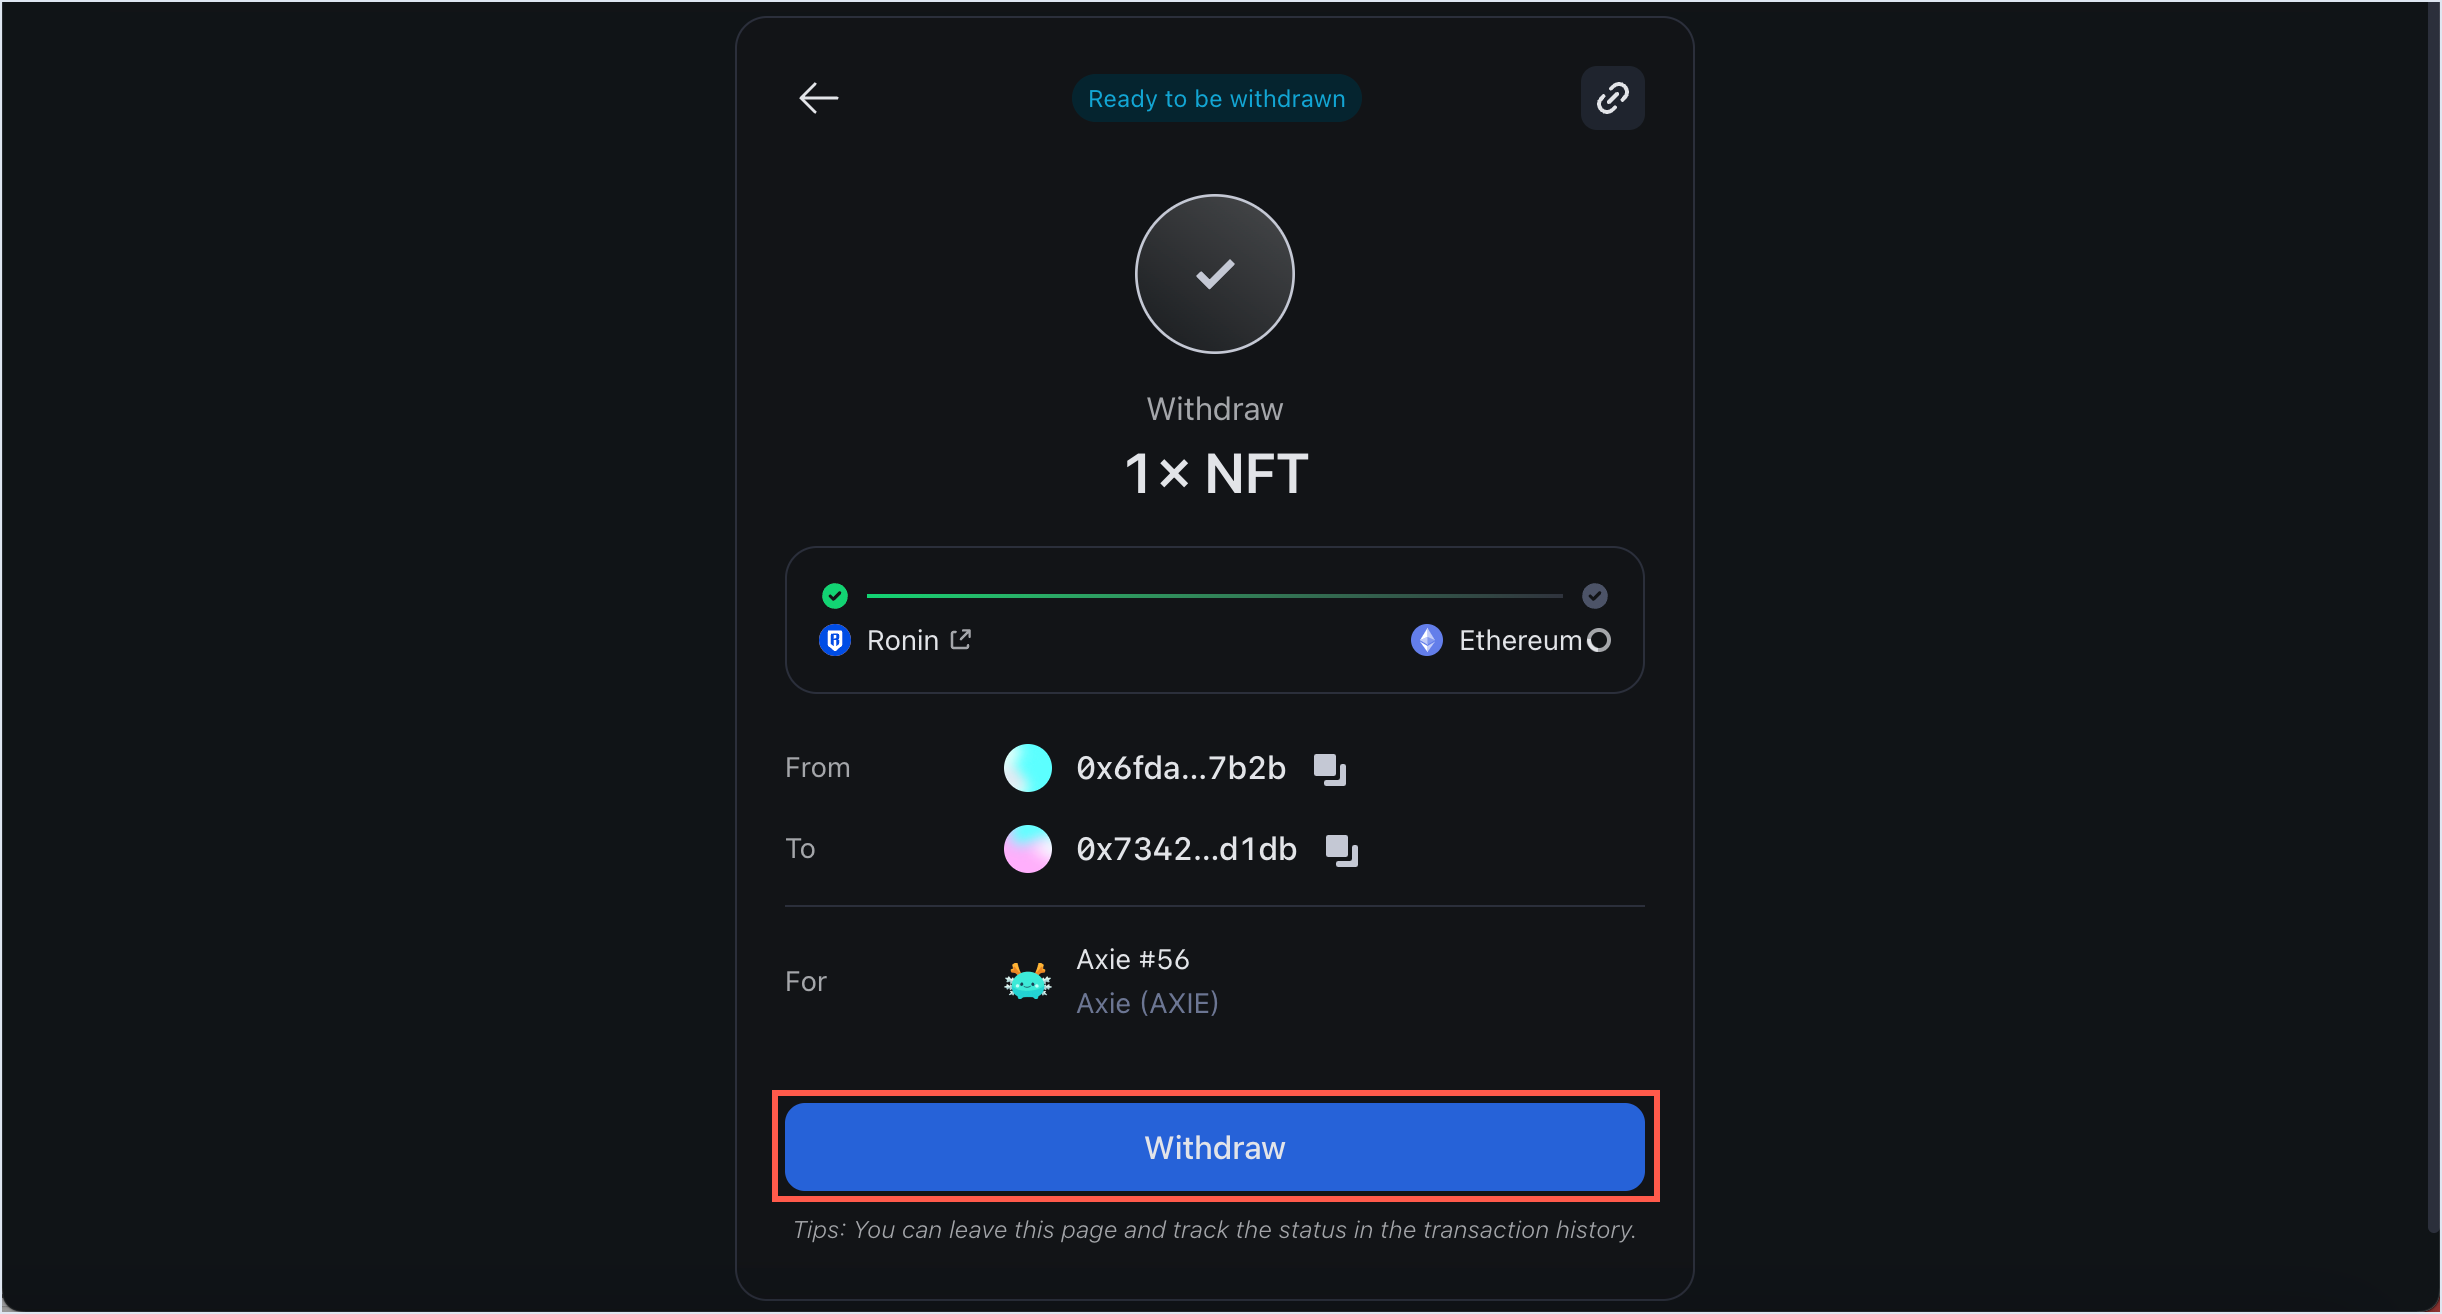 Ready to be withdrawn
Withdraw
1× NFT
Ronin Ethereum
From 0x6fda...7b2b
To 0x7342...d1db
For Axie #56
Axie (AXIE)
Withdraw
Tips: You can leave this page and track the status in the transaction history.